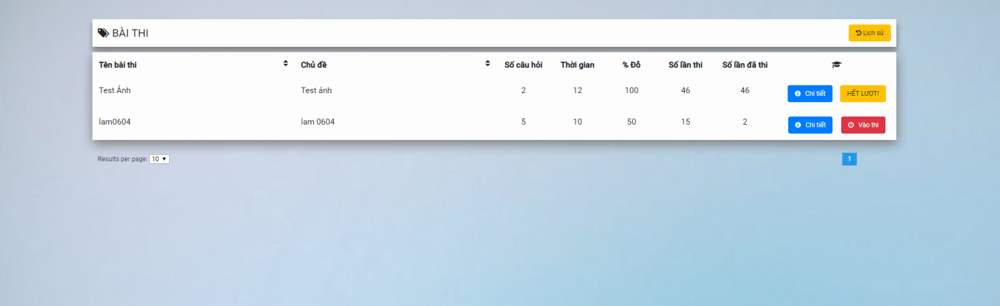 BÀI THI Lịch sử
Tên bài thi Chủ đề Số câu hỏi Thời gian % Đỗ Số lần thi Số lần đã thi
Test Ảnh Test ảnh 2 12 100 46 46 Chi tiết HẾT LƯỢT!
lam0604 lam 0604 5 10 50 15 2 Chi tiết Vào thi
Results per page: 10 1